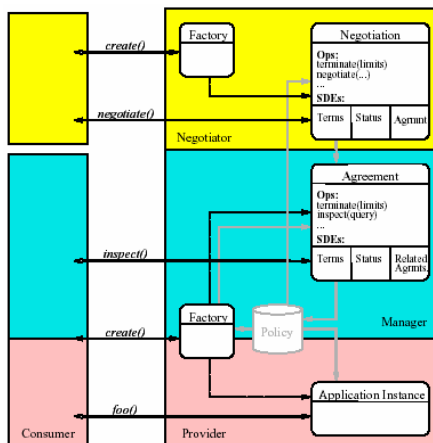 create()
Factory
Negotiation
Ops:
terminate(limits)
negotiate(...)
...
SDEs:
negotiate()
Terms
Status
Agrmnt
Negotiator
Agreement
Ops:
terminate(limits)
inspect(query)
...
SDEs:
inspect()
Terms
Status
Related
Agrmts.
Factory
Policy
create()
Manager
Application Instance
foo()
Consumer
Provider